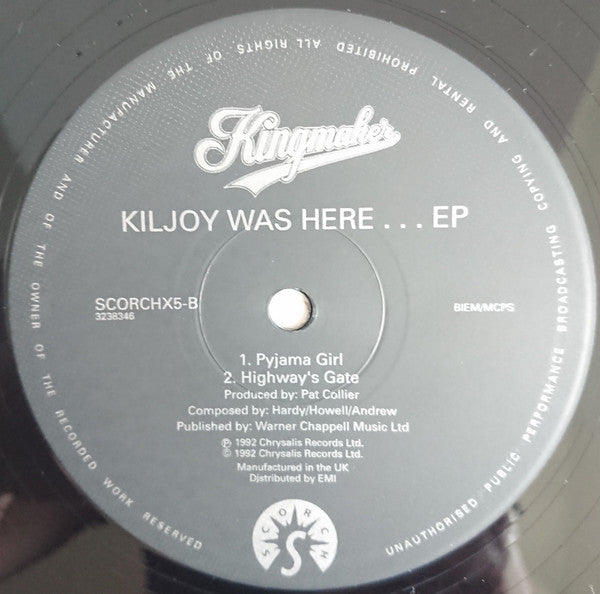 MANUFACTURER AND OF THE OWNER OF THE RECORDED WORK RESERVED UNAUTHORISED PUBLIC PERFORMANCE BROADCASTING COPYING AND RENTAL PROHIBITED ALL RIGHTS OF THE
Kingmaker
KILJOY WAS HERE . . . EP
SCORCHX5-B
3238346
BIEM/MCPS
1. Pyjama Girl
2. Highway's Gate
Produced by: Pat Collier
Composed by: Hardy/Howell/Andrew
Published by: Warner Chappell Music Ltd
℗ 1992 Chrysalis Records Ltd.
© 1992 Chrysalis Records Ltd.
Manufactured in the UK
Distributed by EMI
SCORCH
S